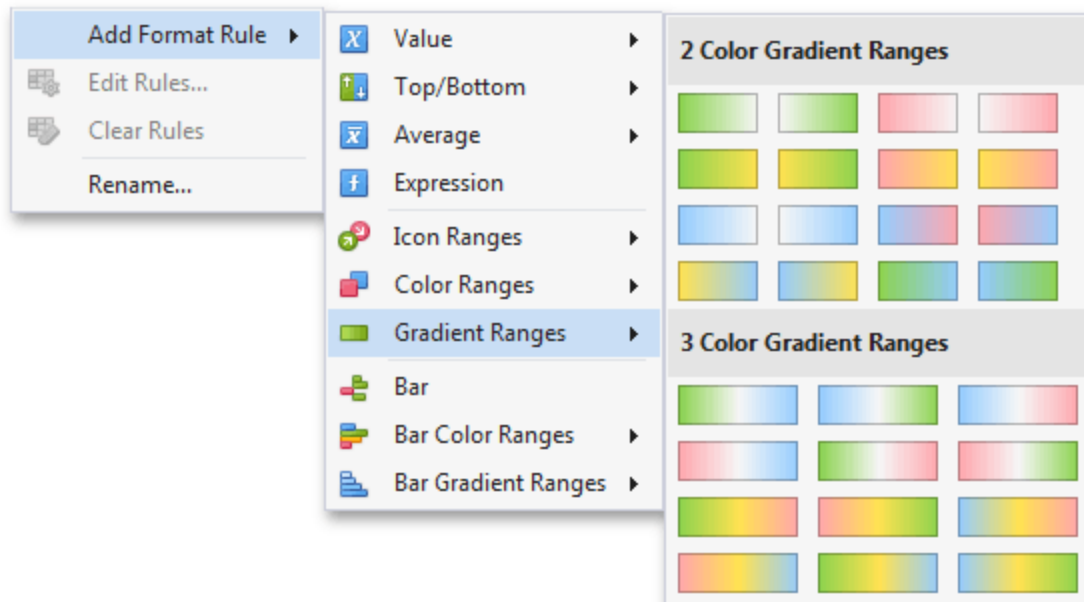 Add Format Rule
Edit Rules...
Clear Rules
Rename...
Value
Top/Bottom
Average
Expression
Icon Ranges
Color Ranges
Gradient Ranges
Bar
Bar Color Ranges
Bar Gradient Ranges
2 Color Gradient Ranges
3 Color Gradient Ranges